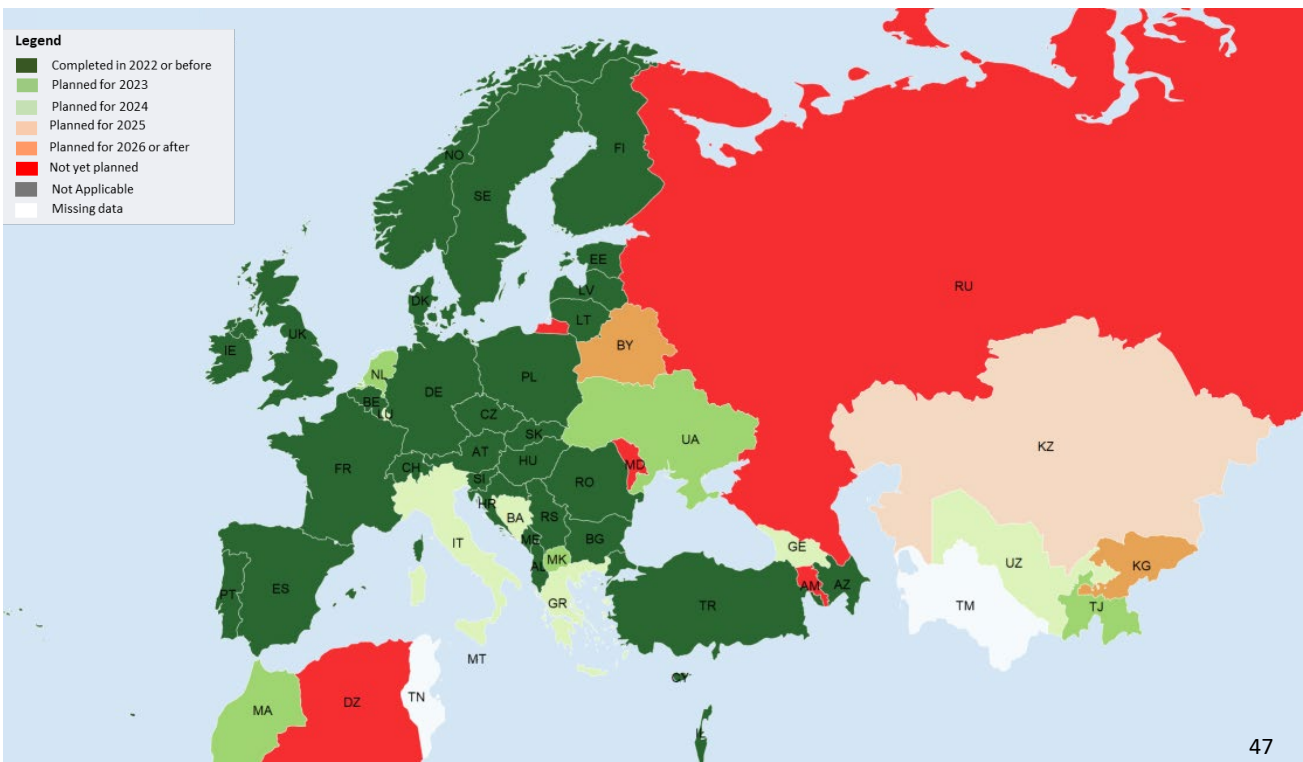 Legend
Completed in 2022 or before
Planned for 2023
Planned for 2024
Planned for 2025
Planned for 2026 or after
Not yet planned
Not Applicable
Missing data
NO
FI
SE
EE
LV
DK
LT
RU
UK
IE
BY
NL
PL
DE
BE
LU
CZ
SK
UA
AT
HU
MD
KZ
FR
CH
SI
RO
HR
BA
RS
IT
ME
BG
GE
MK
AL
UZ
KG
AM
AZ
PT
ES
GR
TR
TM
TJ
MT
CY
TN
DZ
MA
IL
47